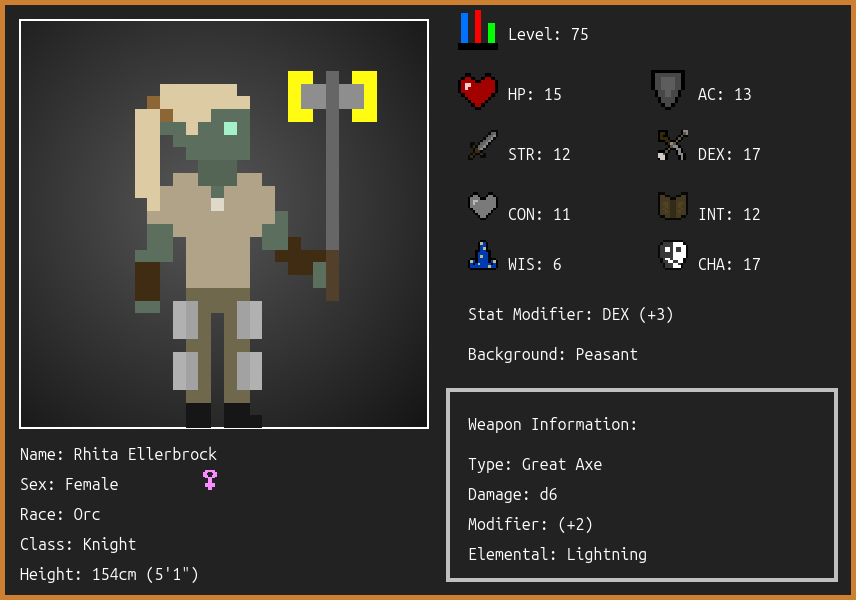 Level: 75
HP: 15
AC: 13
STR: 12
DEX: 17
CON: 11
INT: 12
WIS: 6
CHA: 17
Stat Modifier: DEX (+3)
Background: Peasant
Weapon Information:
Type: Great Axe
Damage: d6
Modifier: (+2)
Elemental: Lightning
Name: Rhita Ellerbrock
Sex: Female
Race: Orc
Class: Knight
Height: 154cm (5'1")